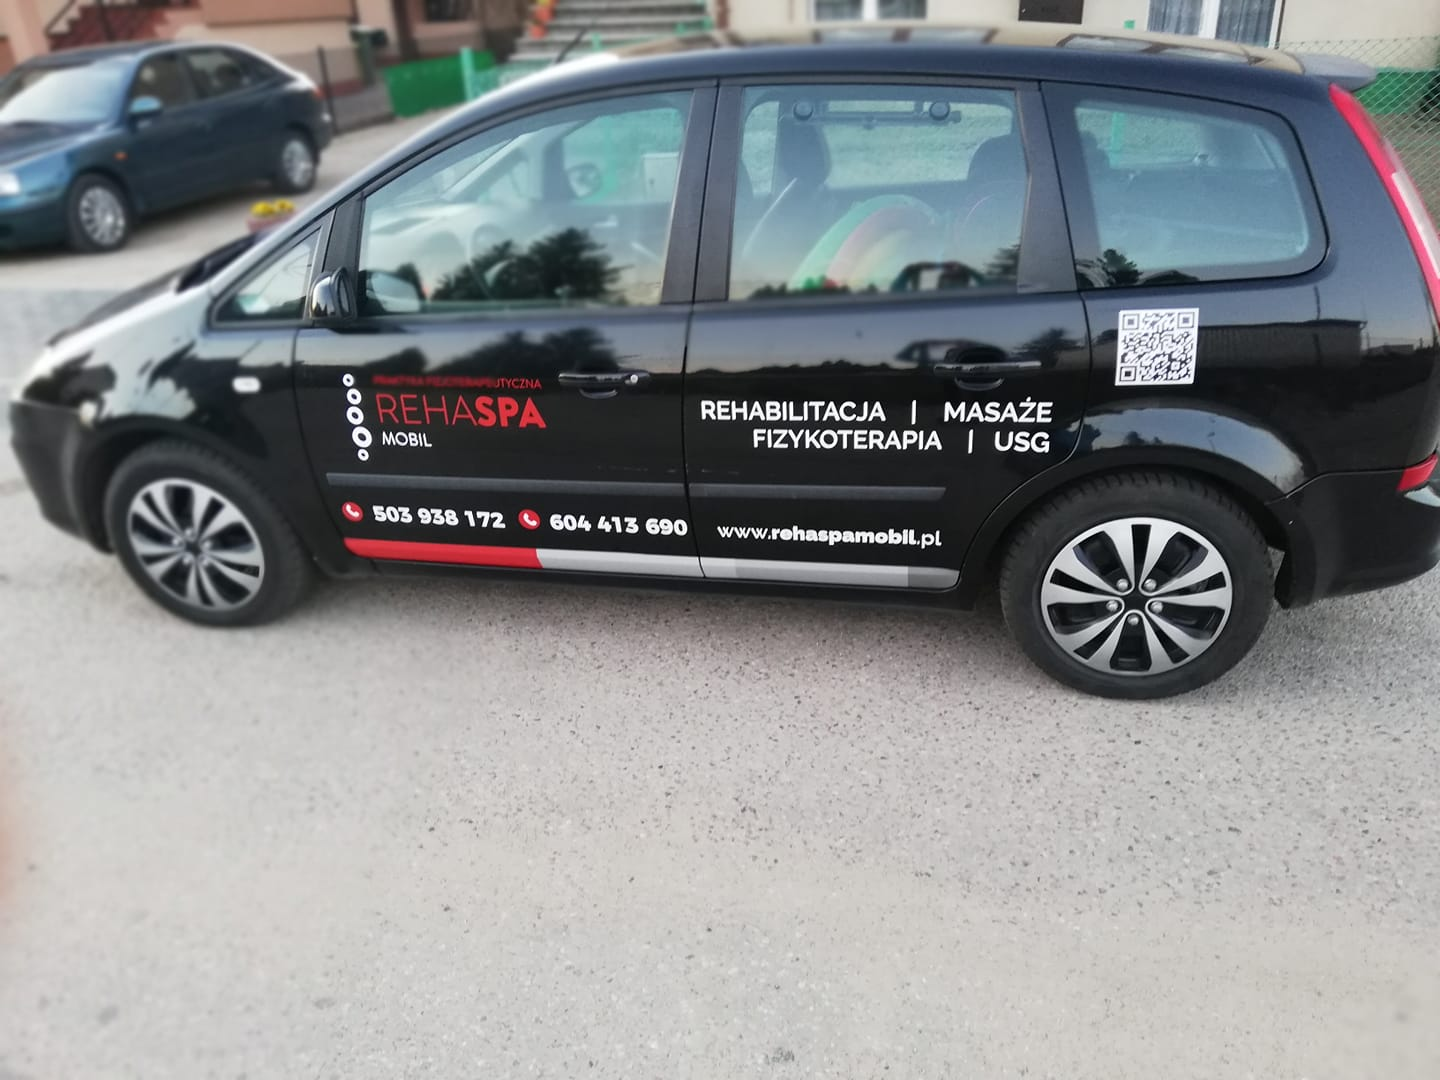 PRAKTYKA FIZJOTERAPEUTYCZNA
REHASPA
MOBIL
REHABILITACJA | MASAŻE
FIZYKOTERAPIA | USG
503 938 172 604 413 690
www.rehaspamobil.pl